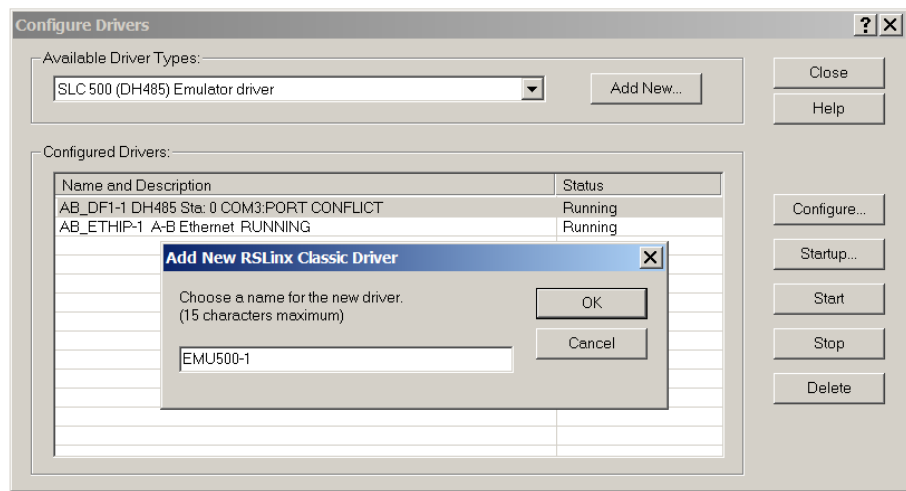 Configure Drivers
Available Driver Types:
SLC 500 (DH485) Emulator driver
Add New...
Close
Help
Configured Drivers:
Name and Description Status
AB_DF1-1 DH485 Sta: 0 COM3:PORT CONFLICT Running
AB_ETHIP-1 A-B Ethernet RUNNING Running
Configure...
Startup...
Start
Stop
Delete
Add New RSLinx Classic Driver
Choose a name for the new driver.
(15 characters maximum)
EMU500-1
OK
Cancel